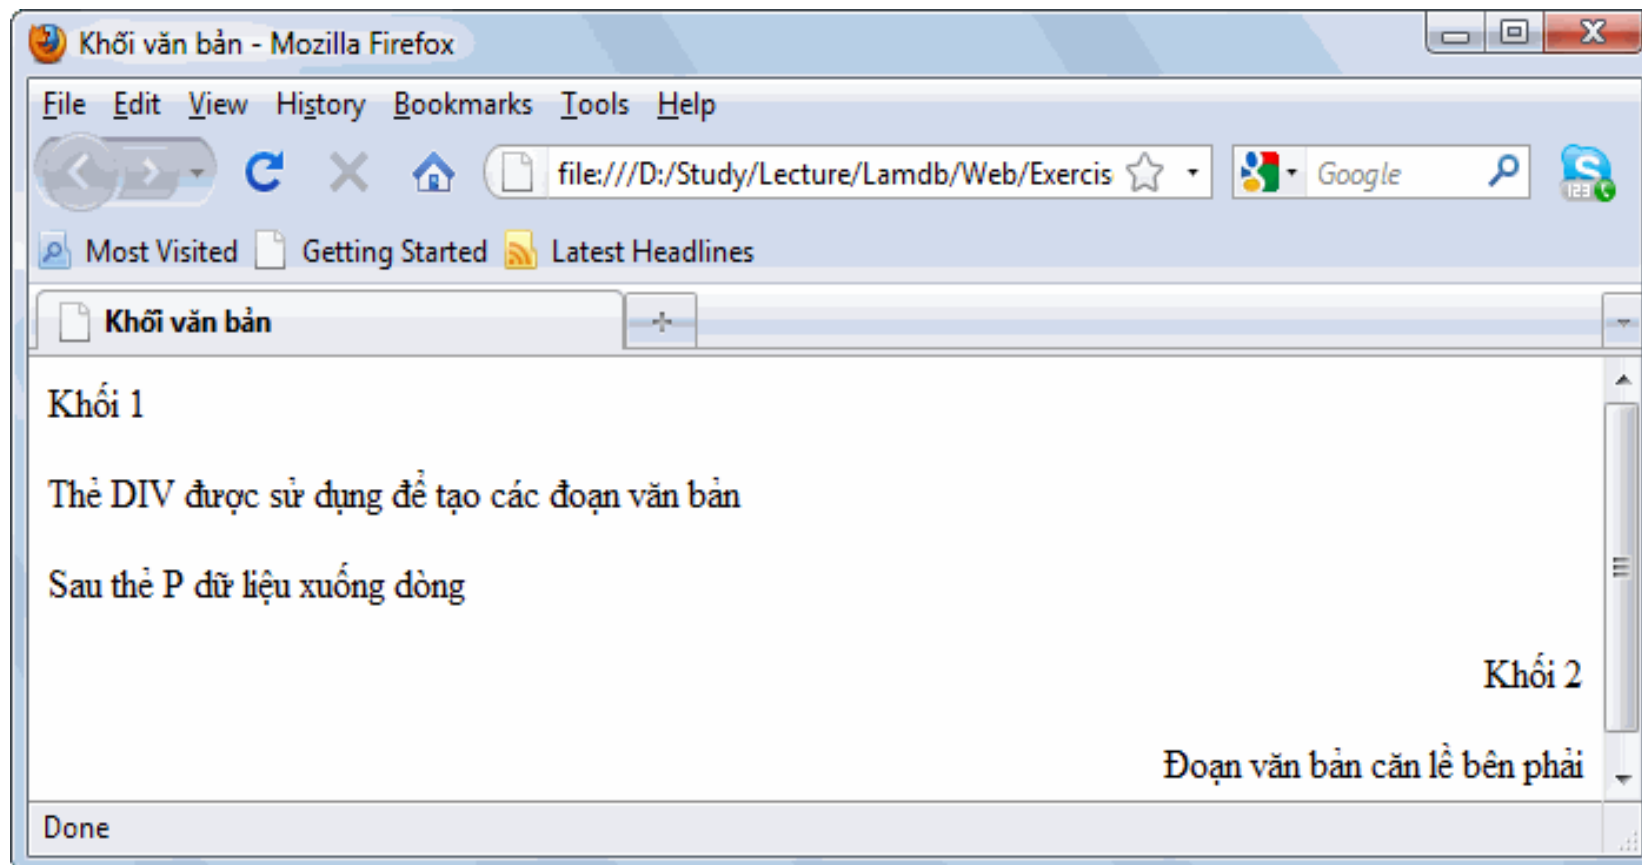 Khối văn bản - Mozilla Firefox
File Edit View History Bookmarks Tools Help
file:///D:/Study/Lecture/Lamdb/Web/Exercis Google 123
Most Visited Getting Started Latest Headlines
Khối văn bản
Khối 1
Thẻ DIV được sử dụng để tạo các đoạn văn bản
Sau thẻ P dữ liệu xuống dòng
Khối 2
Đoạn văn bản căn lề bên phải
Done